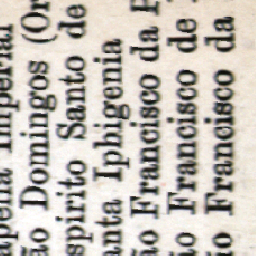 apella Imperial
ão Domingos (Or
spirito Santo de
anta Iphigenia
ão Francisco da P
ão Francisco de
ão Francisco da